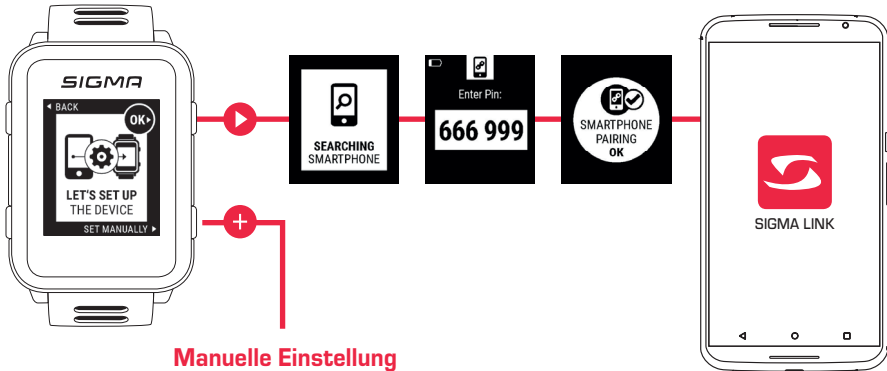 SIGMA
BACK
OK
LET'S SET UP
THE DEVICE
SET MANUALLY
SEARCHING
SMARTPHONE
Enter Pin:
666 999
SMARTPHONE
PAIRING
OK
SIGMA LINK
Manuelle Einstellung